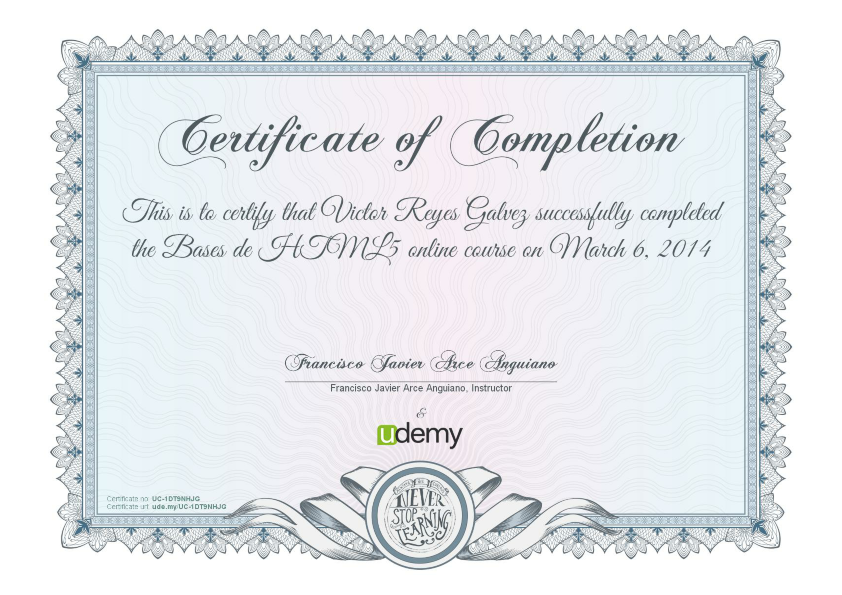 Certificate of Completion
This is to certify that Victor Reyes Galvez successfully completed
the Bases de HTML5 online course on March 6, 2014
Francisco Javier Arce Anguiano
Francisco Javier Arce Anguiano, Instructor
&
udemy
NEVER
STOP
LEARNING
Certificate no: UC-1DT9NHJG
Certificate url: ude.my/UC-1DT9NHJG